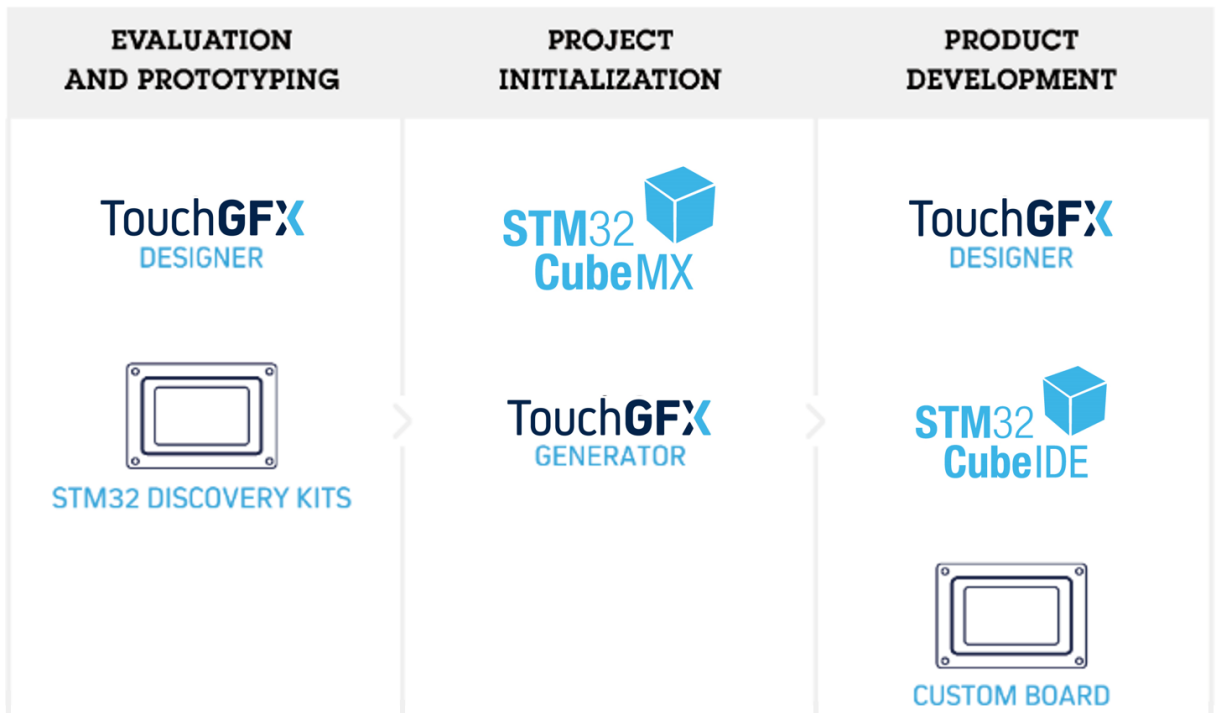 EVALUATION
AND PROTOTYPING
TouchGFX
DESIGNER
STM32 DISCOVERY KITS
PROJECT
INITIALIZATION
STM32
CubeMX
TouchGFX
GENERATOR
PRODUCT
DEVELOPMENT
TouchGFX
DESIGNER
STM32
CubeIDE
CUSTOM BOARD